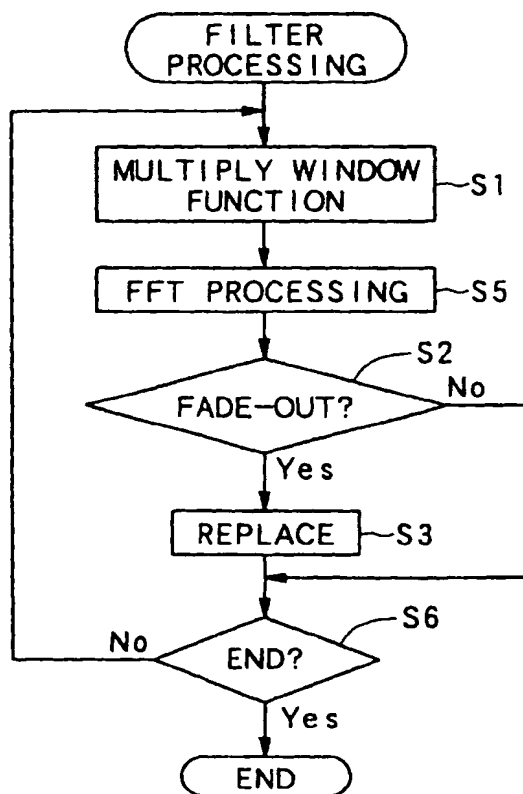 FILTER
PROCESSING
MULTIPLY WINDOW
FUNCTION
S1
FFT PROCESSING
S5
S2
FADE-OUT?
No
Yes
REPLACE
S3
S6
END?
No
Yes
END